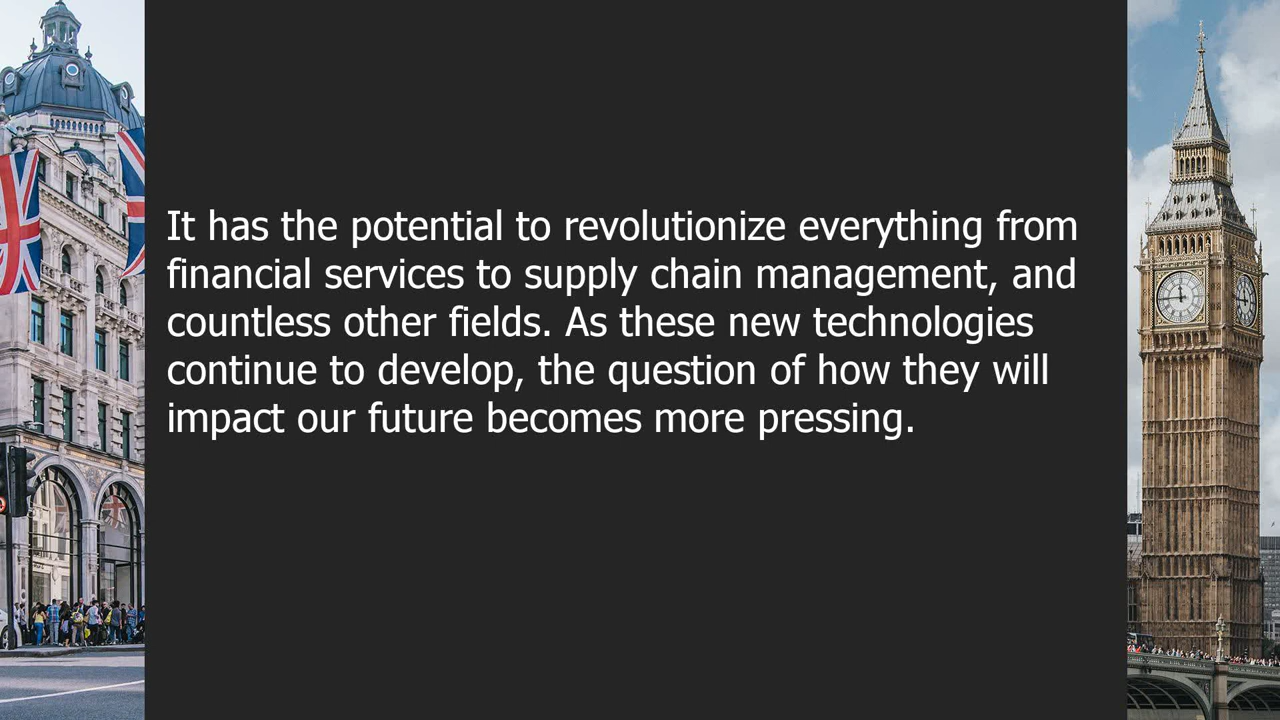 It has the potential to revolutionize everything from
financial services to supply chain management, and
countless other fields. As these new technologies
continue to develop, the question of how they will
impact our future becomes more pressing.